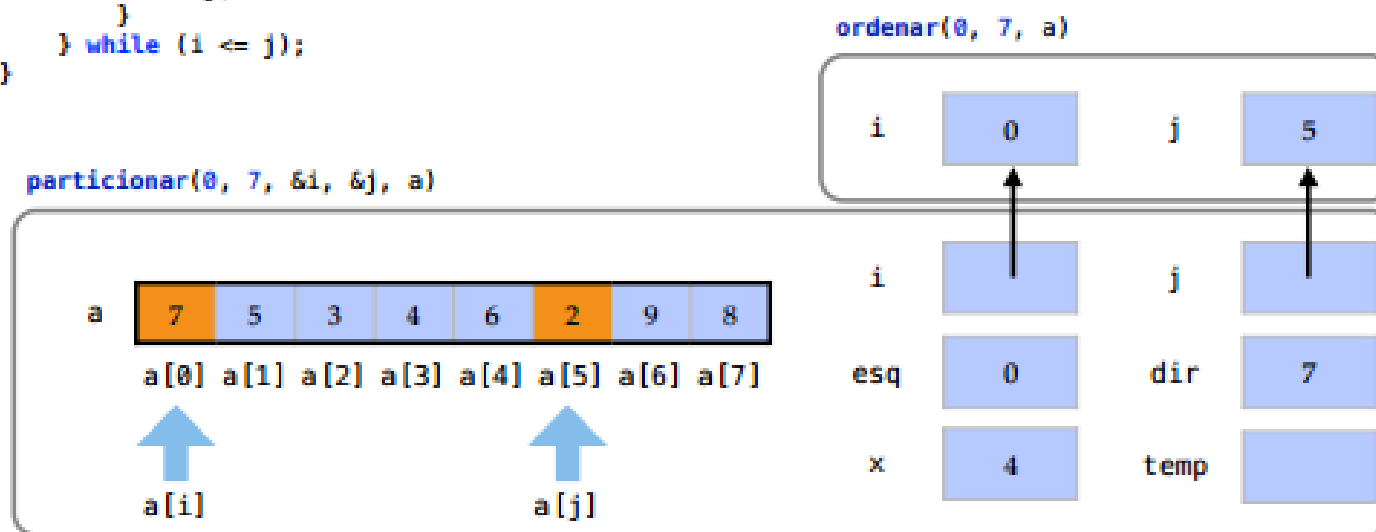 }
} while (i <= j);
}
ordenar(0, 7, a)
i 0 j 5
particionar(0, 7, &i, &j, a)
i j
a 7 5 3 4 6 2 9 8
a[0] a[1] a[2] a[3] a[4] a[5] a[6] a[7]
esq 0 dir 7
x 4 temp
a[i] a[j]